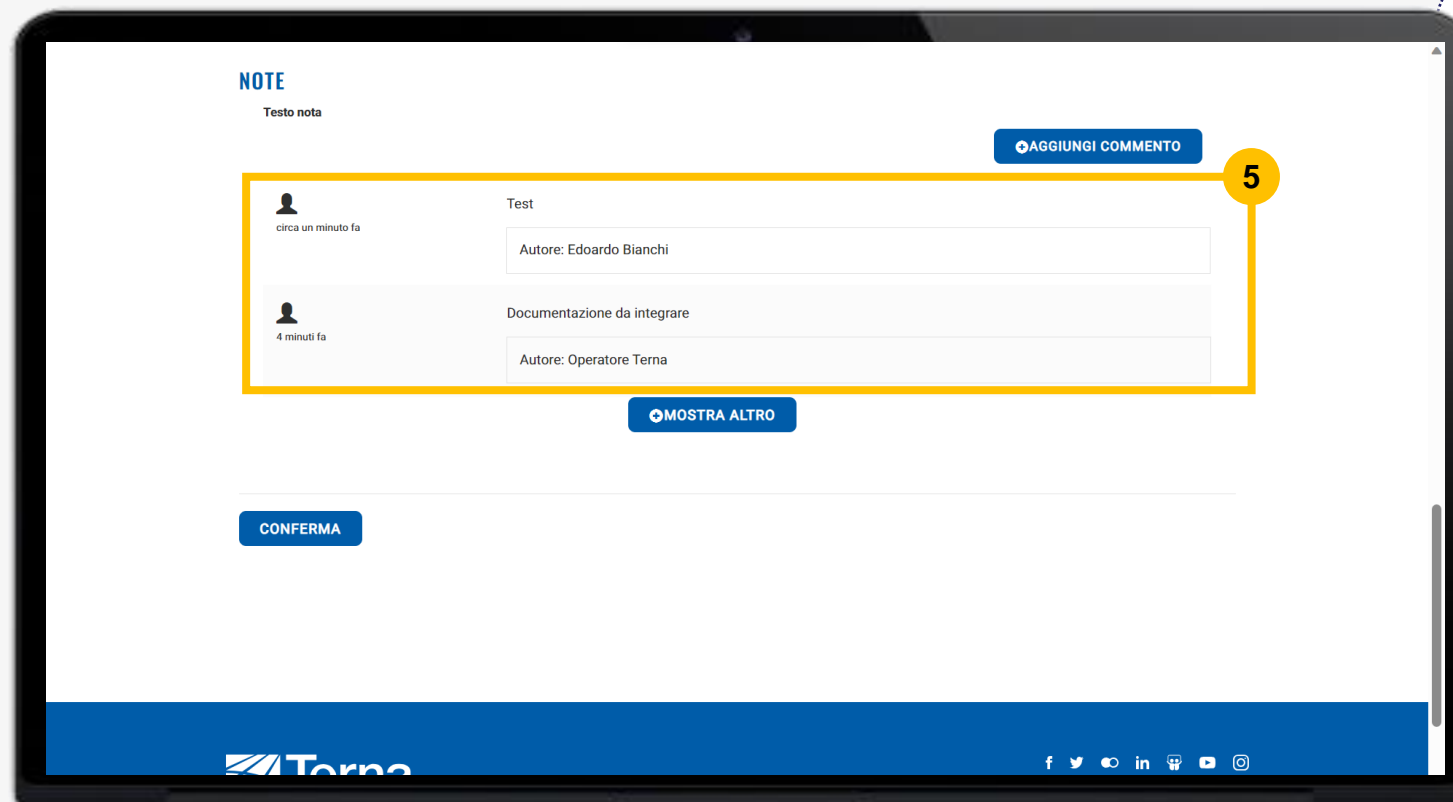 NOTE
Testo nota
AGGIUNGI COMMENTO
5
Test
circa un minuto fa
Autore: Edoardo Bianchi
Documentazione da integrare
4 minuti fa
Autore: Operatore Terna
MOSTRA ALTRO
CONFERMA
Terna